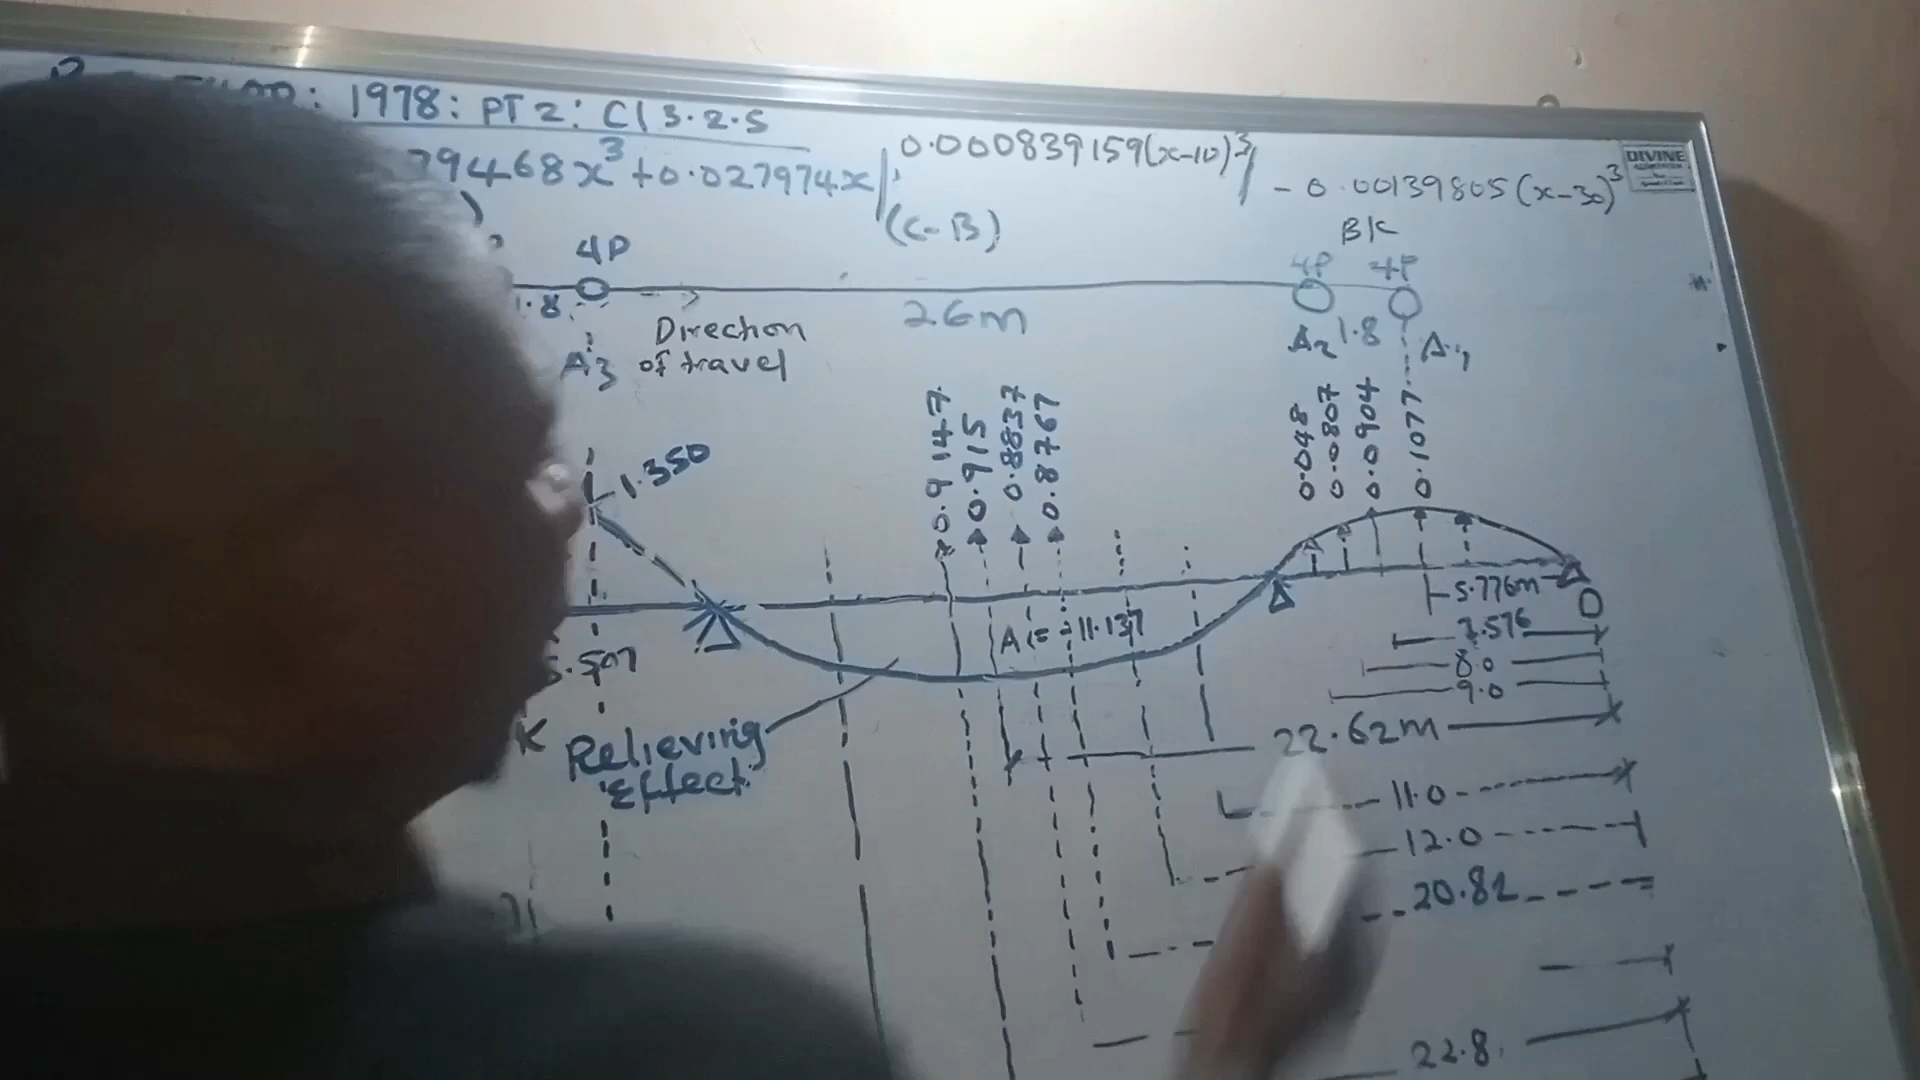 : 1978: PT 2: Cl 3.2.5
79468x³ + 0.027974x
(C-B)
0.000839159(x-10)³
- 0.00139805(x-30)³
DIVINE
B/C
4P
4P 4P
1.8
26m
A3
Direction
of travel
A2 1.8 A1
0.9147
0.915
0.8837
0.8767
0.048
0.0807
0.0904
0.1077
1.350
A = -11.137
5.776m
O
7.576
8.0
9.0
.507
K
Relieving
Effect
22.62m
11.0
12.0
20.82
71
22.8